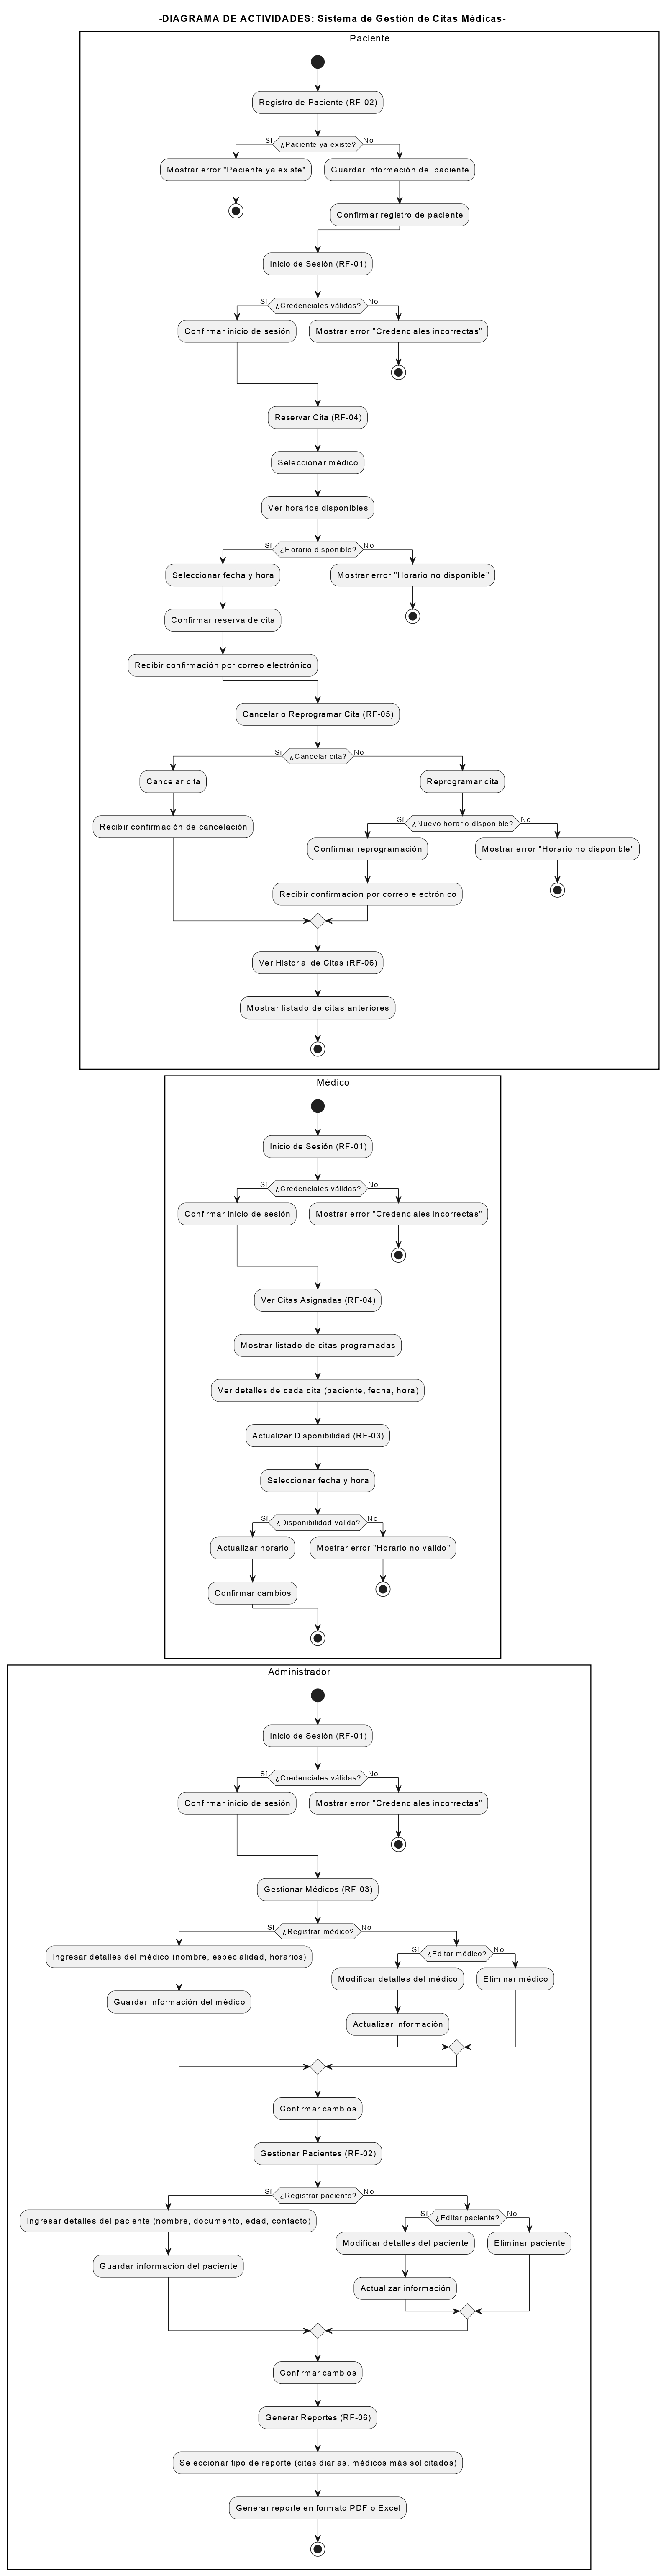 -DIAGRAMA DE ACTIVIDADES: Sistema de Gestión de Citas Médicas-
Paciente
Registro de Paciente (RF-02)
Sí
¿Paciente ya existe?
No
Mostrar error "Paciente ya existe"
Guardar información del paciente
Confirmar registro de paciente
Inicio de Sesión (RF-01)
Sí
¿Credenciales válidas?
No
Confirmar inicio de sesión
Mostrar error "Credenciales incorrectas"
Reservar Cita (RF-04)
Seleccionar médico
Ver horarios disponibles
Sí
¿Horario disponible?
No
Seleccionar fecha y hora
Mostrar error "Horario no disponible"
Confirmar reserva de cita
Recibir confirmación por correo electrónico
Cancelar o Reprogramar Cita (RF-05)
Sí
¿Cancelar cita?
No
Cancelar cita
Reprogramar cita
Recibir confirmación de cancelación
Sí
¿Nuevo horario disponible?
No
Confirmar reprogramación
Mostrar error "Horario no disponible"
Recibir confirmación por correo electrónico
Ver Historial de Citas (RF-06)
Mostrar listado de citas anteriores
Médico
Inicio de Sesión (RF-01)
Sí
¿Credenciales válidas?
No
Confirmar inicio de sesión
Mostrar error "Credenciales incorrectas"
Ver Citas Asignadas (RF-04)
Mostrar listado de citas programadas
Ver detalles de cada cita (paciente, fecha, hora)
Actualizar Disponibilidad (RF-03)
Seleccionar fecha y hora
Sí
¿Disponibilidad válida?
No
Actualizar horario
Mostrar error "Horario no válido"
Confirmar cambios
Administrador
Inicio de Sesión (RF-01)
Sí
¿Credenciales válidas?
No
Confirmar inicio de sesión
Mostrar error "Credenciales incorrectas"
Gestionar Médicos (RF-03)
Sí
¿Registrar médico?
No
Ingresar detalles del médico (nombre, especialidad, horarios)
Guardar información del médico
Sí
¿Editar médico?
No
Modificar detalles del médico
Eliminar médico
Actualizar información
Confirmar cambios
Gestionar Pacientes (RF-02)
Sí
¿Registrar paciente?
No
Ingresar detalles del paciente (nombre, documento, edad, contacto)
Guardar información del paciente
Sí
¿Editar paciente?
No
Modificar detalles del paciente
Eliminar paciente
Actualizar información
Confirmar cambios
Generar Reportes (RF-06)
Seleccionar tipo de reporte (citas diarias, médicos más solicitados)
Generar reporte en formato PDF o Excel